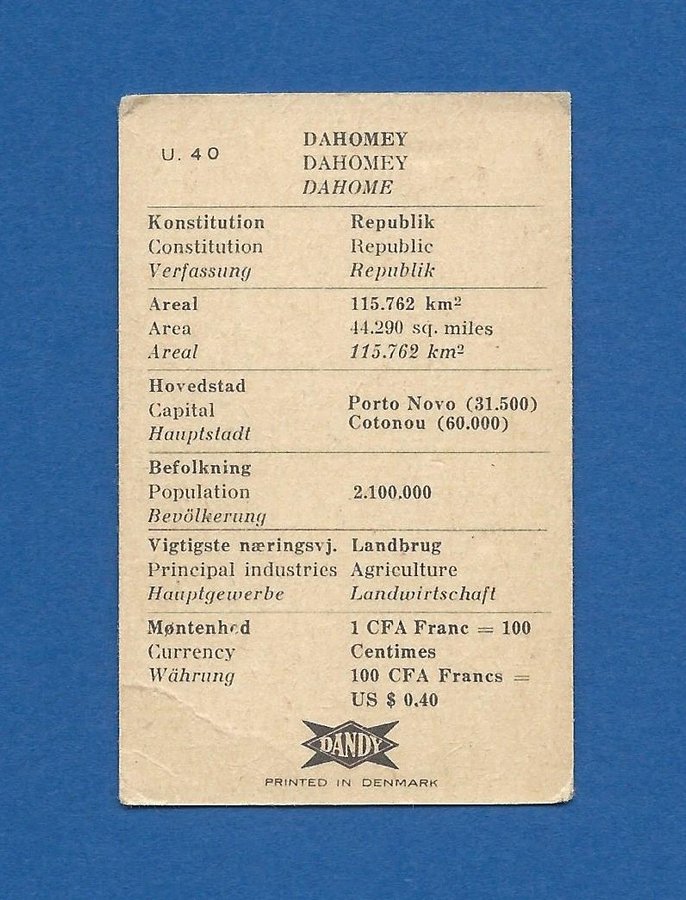 U. 40
DAHOMEY
DAHOMEY
DAHOME
Konstitution Republik
Constitution Republic
Verfassung Republik
Areal 115.762 km²
Area 44.290 sq. miles
Areal 115.762 km²
Hovedstad
Capital
Hauptstadt
Porto Novo (31.500)
Cotonou (60.000)
Befolkning
Population 2.100.000
Bevölkerung
Vigtigste næringsvj. Landbrug
Principal industries Agriculture
Hauptgewerbe Landwirtschaft
Møntenhed 1 CFA Franc = 100
Currency Centimes
Währung 100 CFA Francs =
US $ 0.40
DANDY
PRINTED IN DENMARK